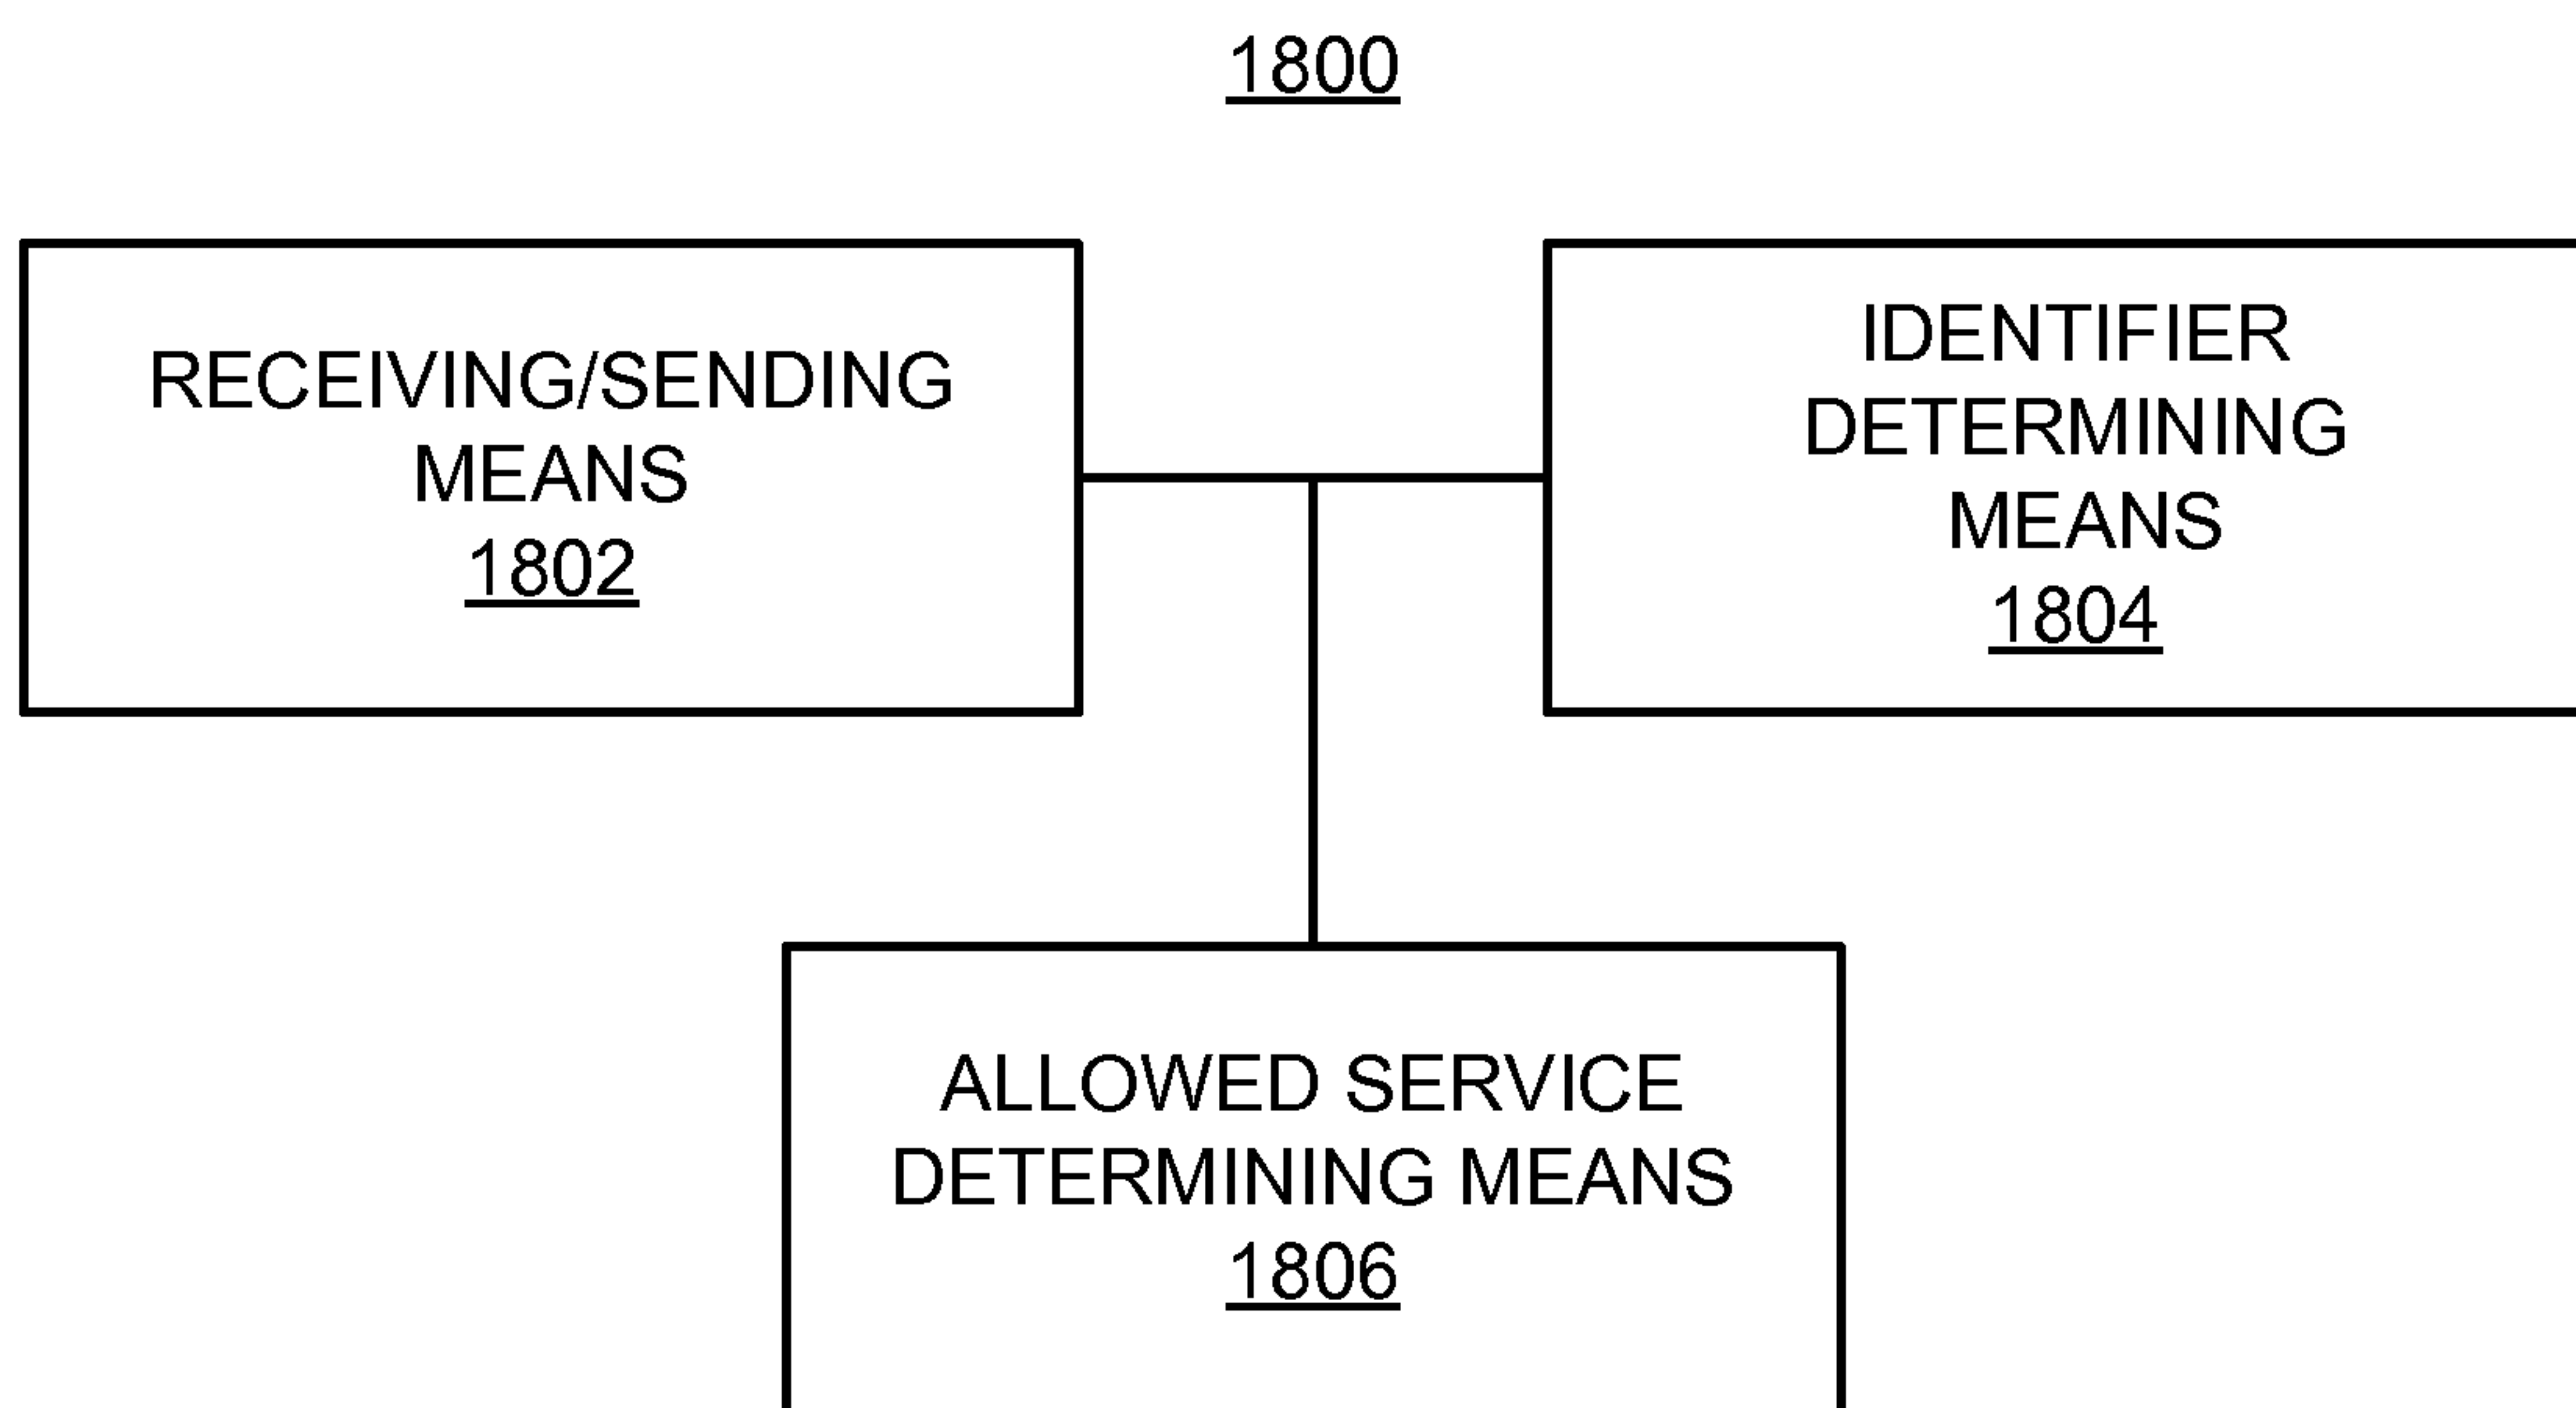 1800
RECEIVING/SENDING
MEANS
1802
IDENTIFIER
DETERMINING
MEANS
1804
ALLOWED SERVICE
DETERMINING MEANS
1806